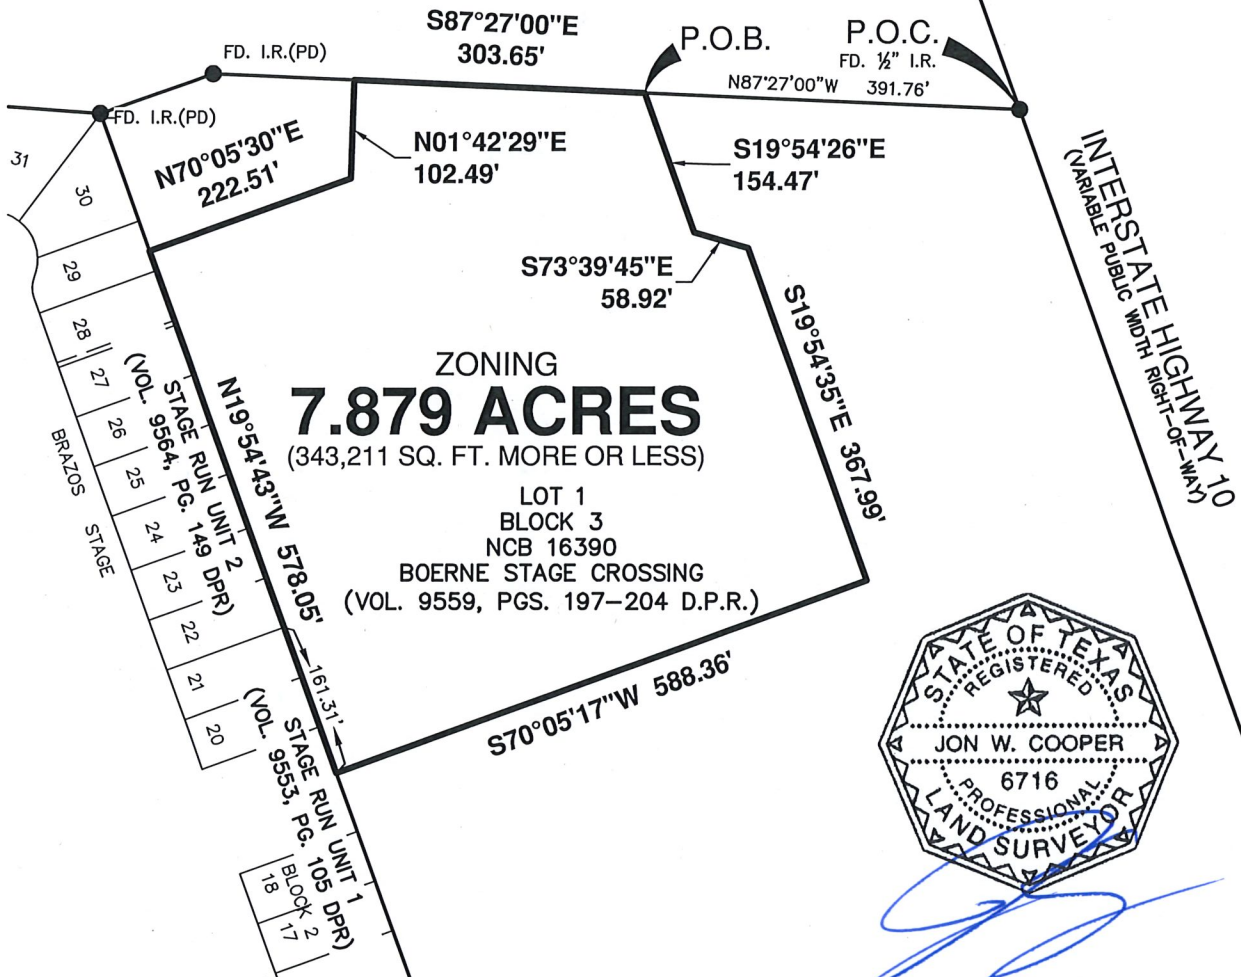 S87°27'00"E
303.65'
P.O.B.
P.O.C.
FD. ½" I.R.
N87°27'00"W 391.76'
FD. I.R.(PD)
FD. I.R.(PD)
N70°05'30"E
222.51'
N01°42'29"E
102.49'
S19°54'26"E
154.47'
S73°39'45"E
58.92'
S19°54'35"E 367.99'
INTERSTATE HIGHWAY 10
(VARIABLE PUBLIC WIDTH RIGHT-OF-WAY)
ZONING
7.879 ACRES
(343,211 SQ. FT. MORE OR LESS)
LOT 1
BLOCK 3
NCB 16390
BOERNE STAGE CROSSING
(VOL. 9559, PGS. 197-204 D.P.R.)
N19°54'43"W 578.05'
S70°05'17"W 588.36'
161.31'
STAGE RUN UNIT 2
(VOL. 9564, PG. 149 DPR)
31
30
29
28
27
26
25
24
23
22
21
20
BRAZOS STAGE
STAGE RUN UNIT 1
(VOL. 9553, PG. 105 DPR)
BLOCK 2
18
17
STATE OF TEXAS
REGISTERED
JON W. COOPER
6716
PROFESSIONAL
LAND SURVEYOR